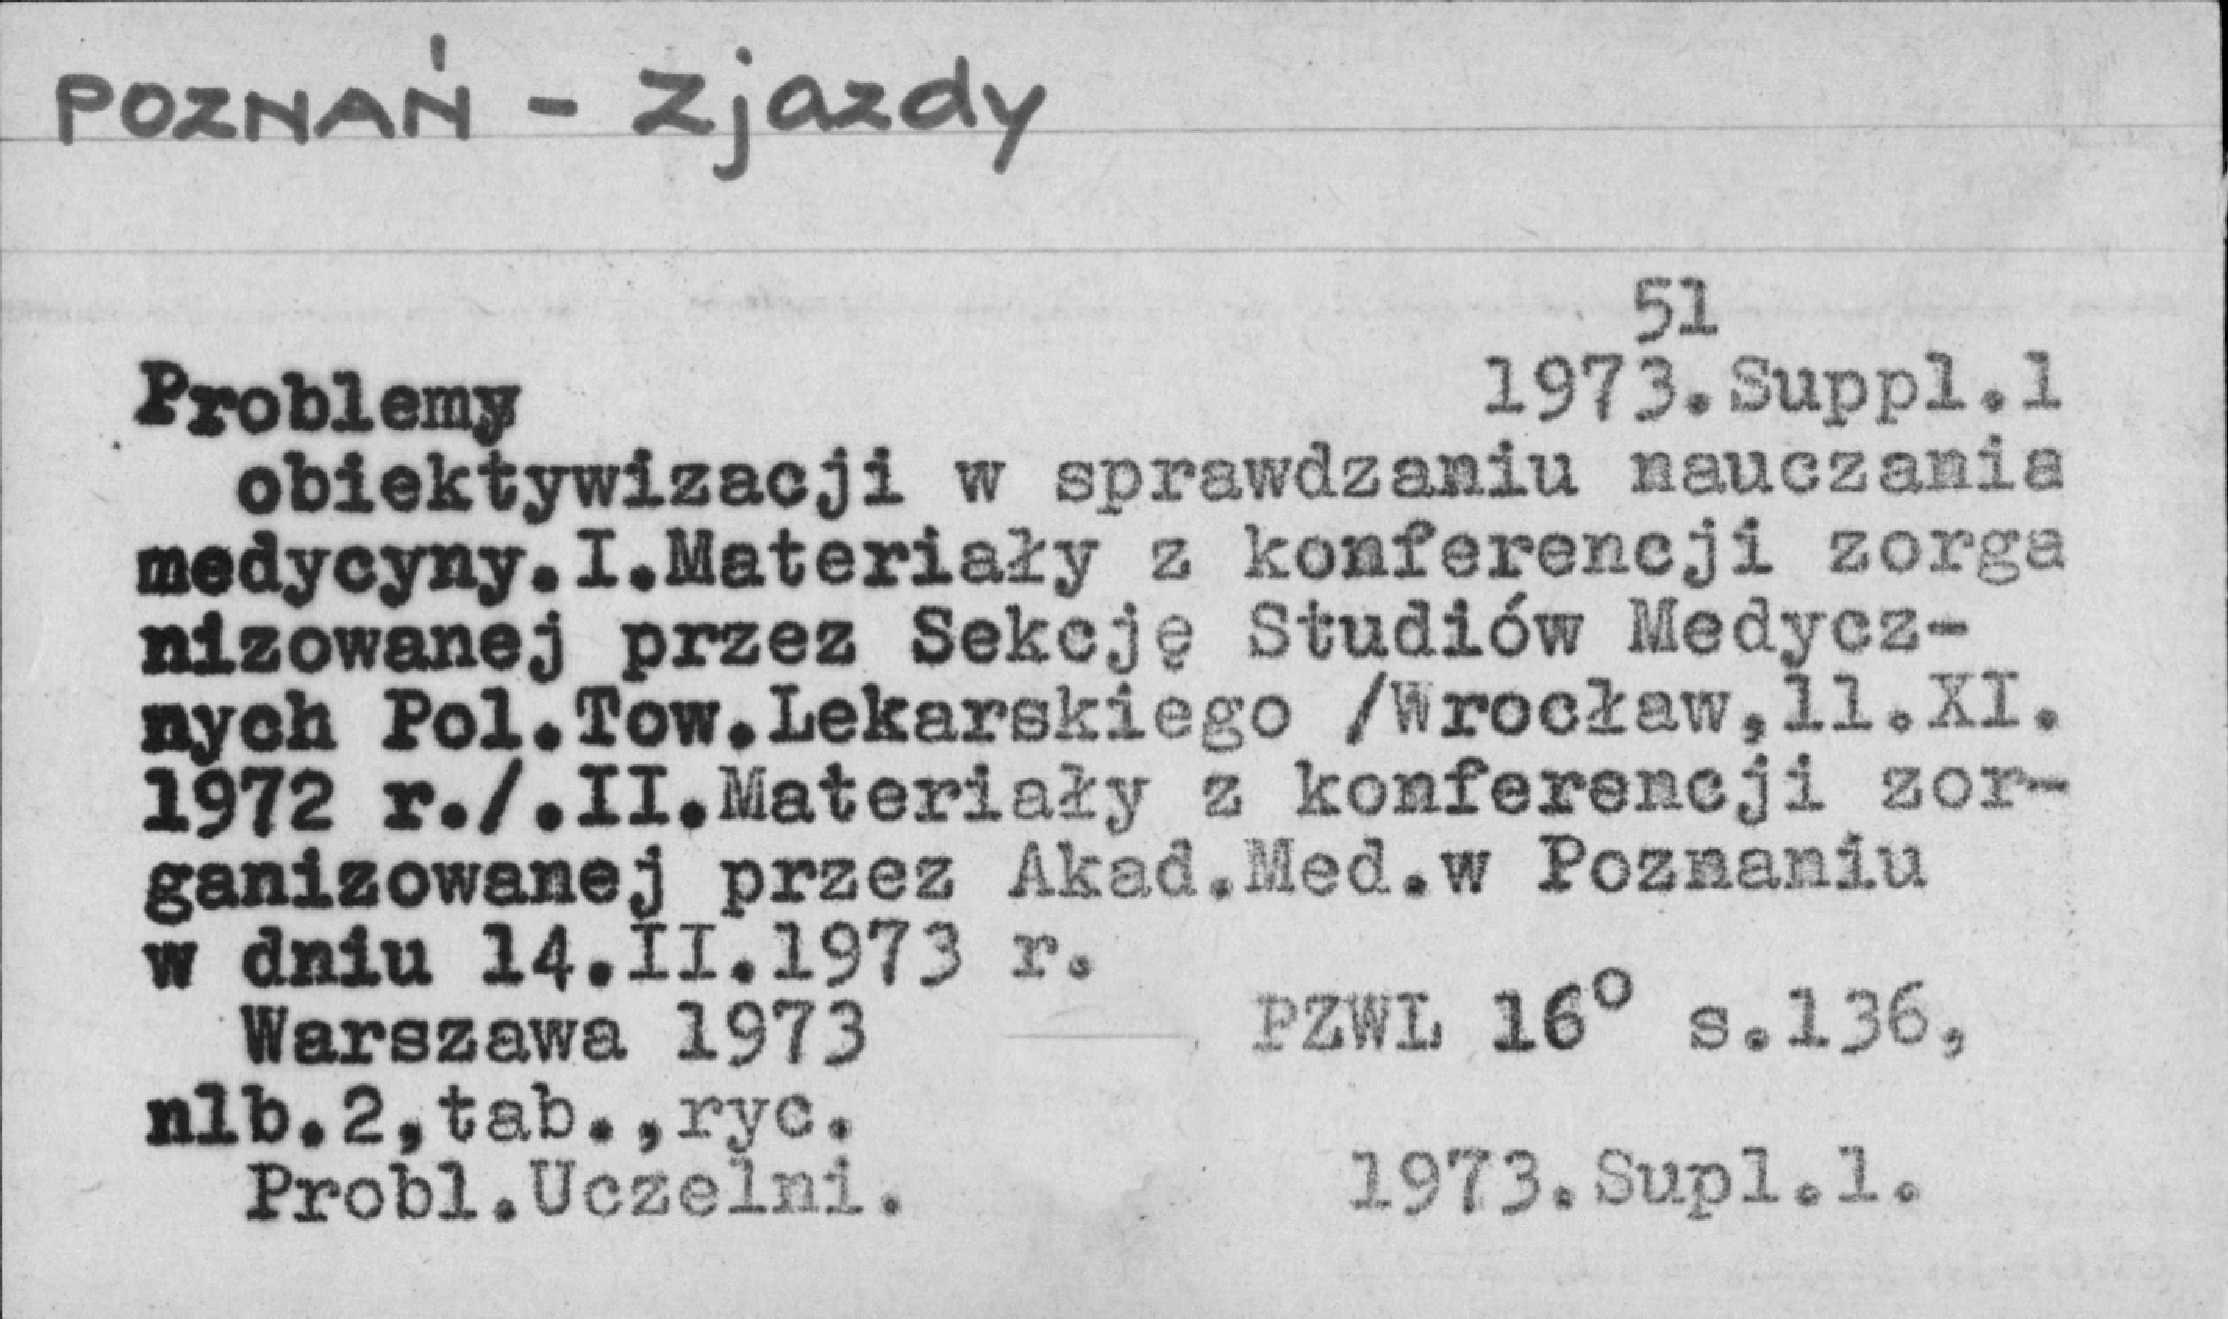 POZNAŃ - Zjazdy
51
Problemy 1973.Suppl.1
obiektywizacji w sprawdzaniu nauczania
medycyny.I.Materiały z konferencji zorga
nizowanej przez Sekcję Studiów Medycz-
nych Pol.Tow.Lekarskiego /Wrocław,11.XI.
1972 r./.II.Materiały z konferencji zor-
ganizowanej przez Akad.Med.w Poznaniu
w dniu 14.II.1973 r.
Warszawa 1973 PZWL 16° s.136,
nlb.2,tab.,ryc.
Probl.Uczelni. 1973.Supl.1.